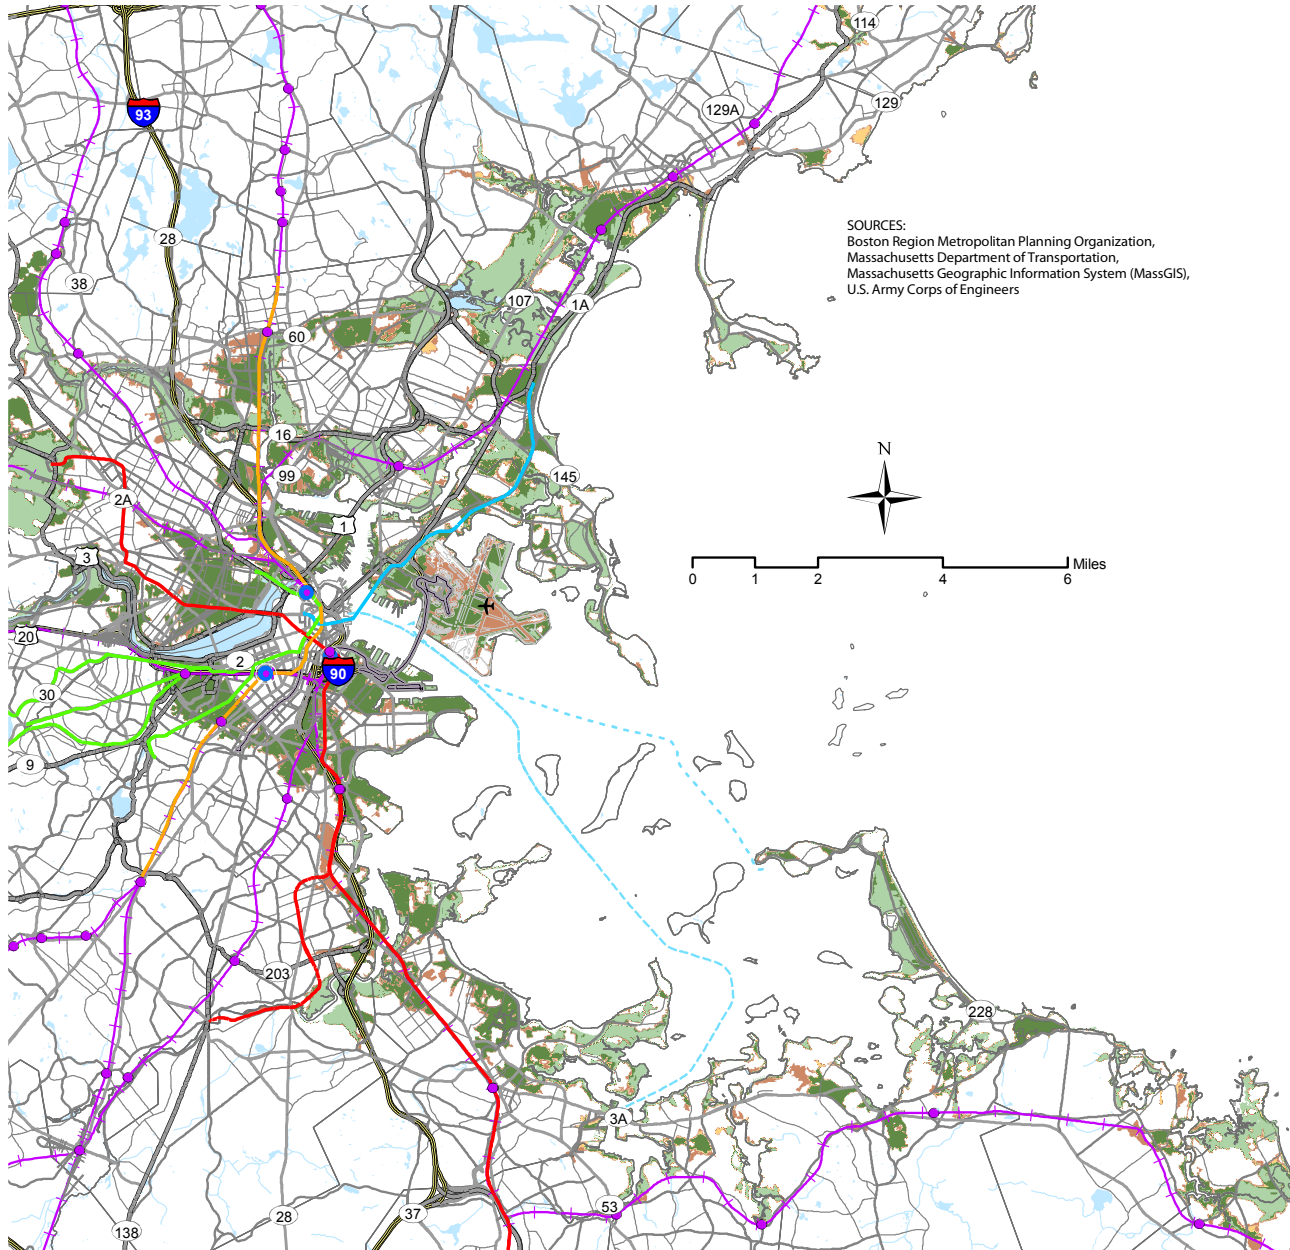 114
129
129A
93
SOURCES:
Boston Region Metropolitan Planning Organization,
Massachusetts Department of Transportation,
Massachusetts Geographic Information System (MassGIS),
U.S. Army Corps of Engineers
28
38
107
1A
60
16
N
99
145
2A
1
3
Miles
0 1 2 4 6
20
2
90
30
9
203
228
3A
53
28
37
138